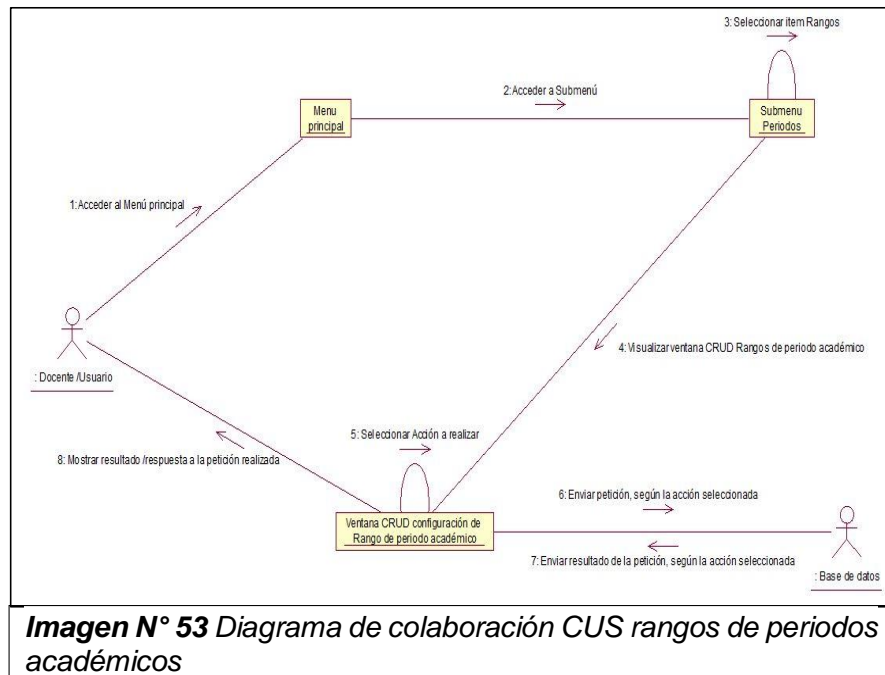 3: Seleccionar item Rangos
2: Acceder a Submenú
Menu
principal
Submenu
Periodos
1: Acceder al Menú principal
4: Visualizar ventana CRUD Rangos de periodo académico
: Docente /Usuario
5: Seleccionar Acción a realizar
8: Mostrar resultado /respuesta a la petición realizada
6: Enviar petición, según la acción seleccionada
Ventana CRUD configuración de
Rango de periodo académico
7: Enviar resultado de la petición, según la acción seleccionada
: Base de datos
Imagen N° 53 Diagrama de colaboración CUS rangos de periodos
académicos